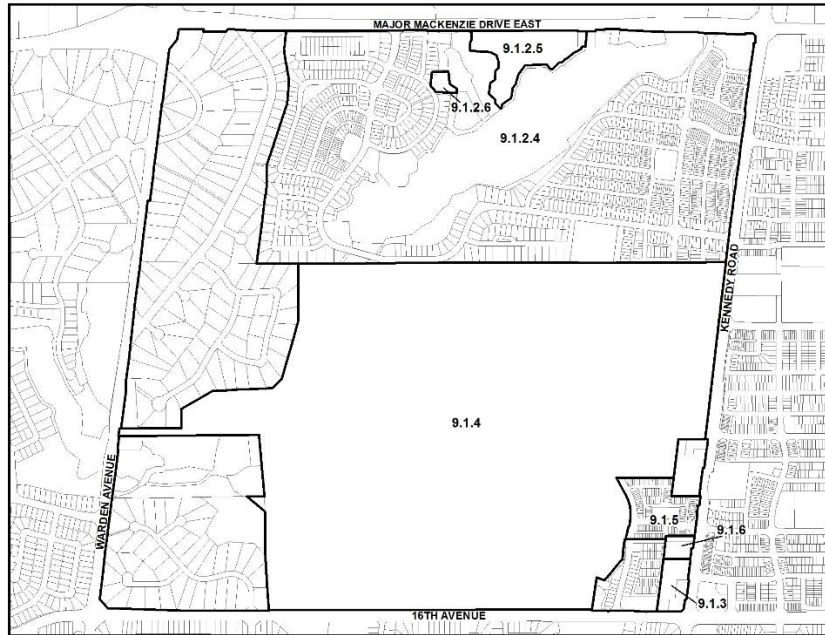 MAJOR MACKENZIE DRIVE EAST
9.1.2.5
9.1.2.6
9.1.2.4
KENNEDY ROAD
9.1.4
WARDEN AVENUE
9.1.5
9.1.6
9.1.3
16TH AVENUE